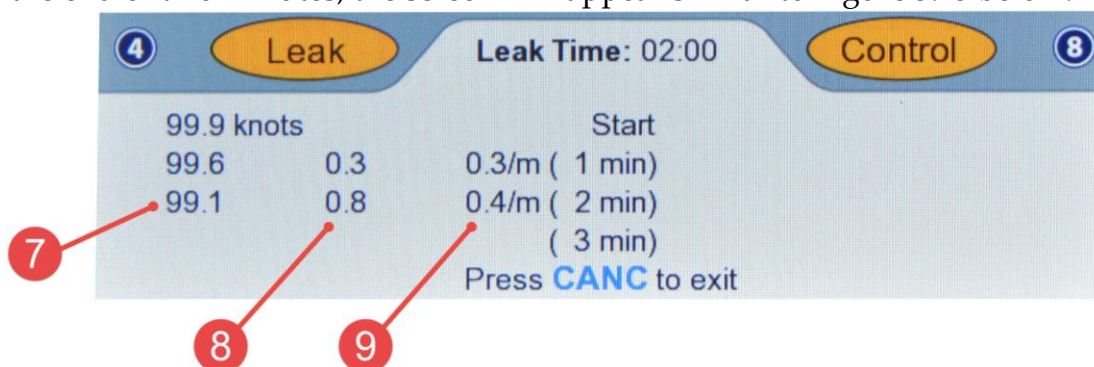 4 Leak Leak Time: 02:00 Control 8
99.9 knots Start
99.6 0.3 0.3/m ( 1 min)
99.1 0.8 0.4/m ( 2 min)
( 3 min)
Press CANC to exit
7
8 9